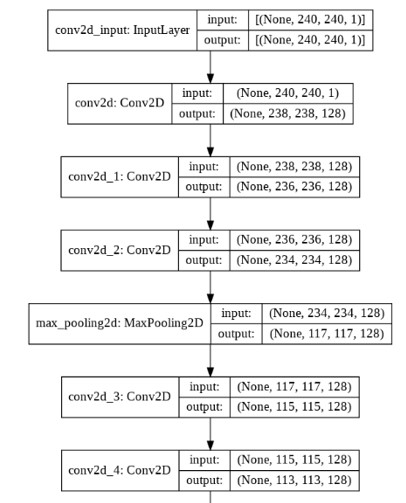 conv2d_input: InputLayer
input: [(None, 240, 240, 1)]
output: [(None, 240, 240, 1)]
conv2d: Conv2D
input: (None, 240, 240, 1)
output: (None, 238, 238, 128)
conv2d_1: Conv2D
input: (None, 238, 238, 128)
output: (None, 236, 236, 128)
conv2d_2: Conv2D
input: (None, 236, 236, 128)
output: (None, 234, 234, 128)
max_pooling2d: MaxPooling2D
input: (None, 234, 234, 128)
output: (None, 117, 117, 128)
conv2d_3: Conv2D
input: (None, 117, 117, 128)
output: (None, 115, 115, 128)
conv2d_4: Conv2D
input: (None, 115, 115, 128)
output: (None, 113, 113, 128)